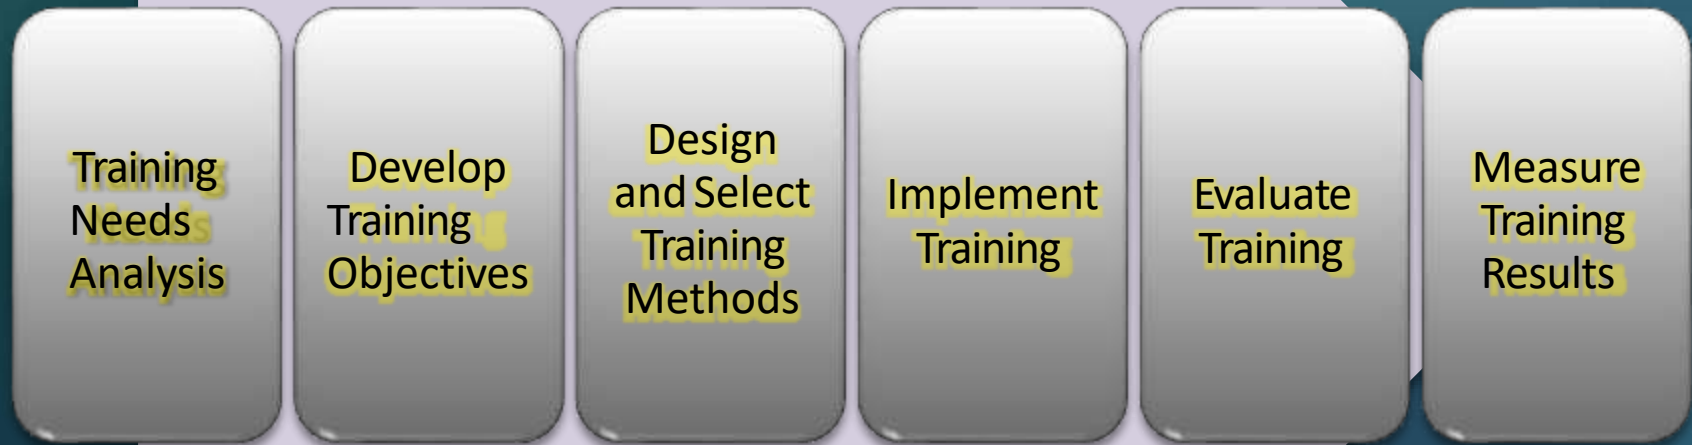 Training
Needs
Analysis
Develop
Training
Objectives
Design
and Select
Training
Methods
Implement
Training
Evaluate
Training
Measure
Training
Results